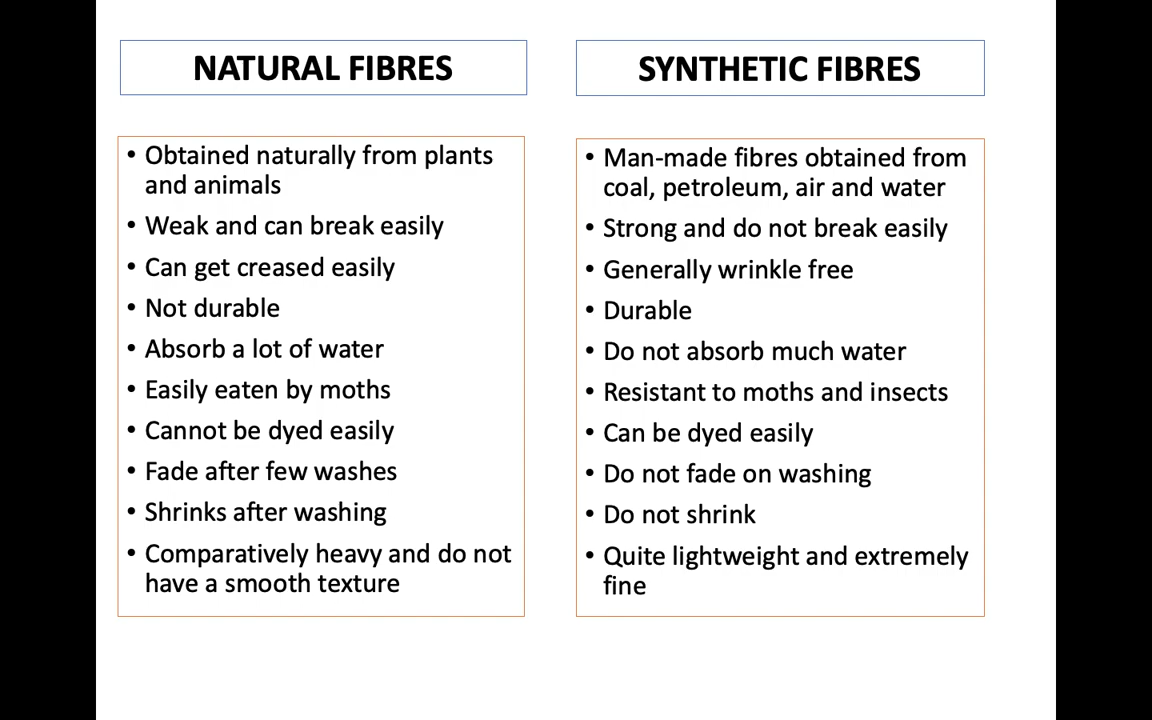 NATURAL FIBRES
• Obtained naturally from plants
and animals
• Weak and can break easily
• Can get creased easily
• Not durable
• Absorb a lot of water
• Easily eaten by moths
• Cannot be dyed easily
• Fade after few washes
• Shrinks after washing
• Comparatively heavy and do not
have a smooth texture
SYNTHETIC FIBRES
• Man-made fibres obtained from
coal, petroleum, air and water
• Strong and do not break easily
• Generally wrinkle free
• Durable
• Do not absorb much water
• Resistant to moths and insects
• Can be dyed easily
• Do not fade on washing
• Do not shrink
• Quite lightweight and extremely
fine